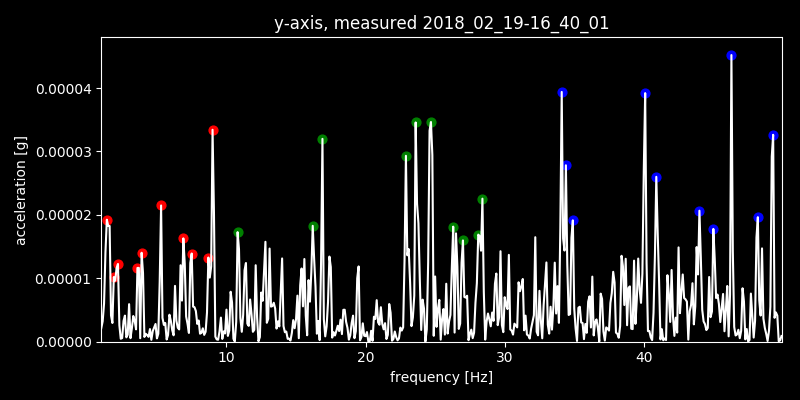 y-axis, measured 2018_02_19-16_40_01
0.00004
0.00003
0.00002
0.00001
0.00000
acceleration [g]
10 20 30 40
frequency [Hz]